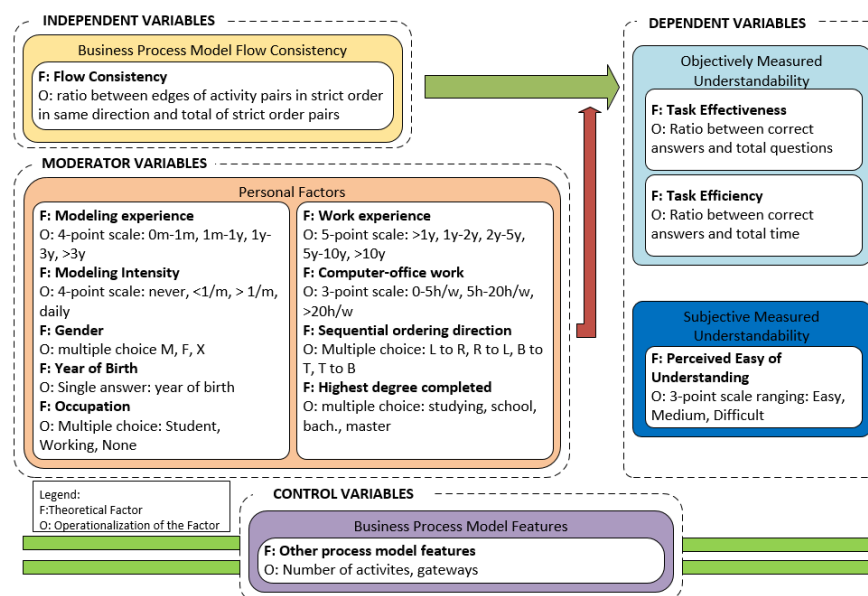 INDEPENDENT VARIABLES
Business Process Model Flow Consistency
F: Flow Consistency
O: ratio between edges of activity pairs in strict order
in same direction and total of strict order pairs
DEPENDENT VARIABLES
Objectively Measured
Understandability
F: Task Effectiveness
O: Ratio between correct
answers and total questions
F: Task Efficiency
O: Ratio between correct
answers and total time
Subjective Measured
Understandability
F: Perceived Easy of
Understanding
O: 3-point scale ranging: Easy,
Medium, Difficult
MODERATOR VARIABLES
Personal Factors
F: Modeling experience
O: 4-point scale: 0m-1m, 1m-1y, 1y-
3y, >3y
F: Modeling Intensity
O: 4-point scale: never, <1/m, > 1/m,
daily
F: Gender
O: multiple choice M, F, X
F: Year of Birth
O: Single answer: year of birth
F: Occupation
O: Multiple choice: Student,
Working, None
F: Work experience
O: 5-point scale: >1y, 1y-2y, 2y-5y,
5y-10y, >10y
F: Computer-office work
O: 3-point scale: 0-5h/w, 5h-20h/w,
>20h/w
F: Sequential ordering direction
O: Multiple choice: L to R, R to L, B to
T, T to B
F: Highest degree completed
O: multiple choice: studying, school,
bach., master
Legend:
F:Theoretical Factor
O: Operationalization of the Factor
CONTROL VARIABLES
Business Process Model Features
F: Other process model features
O: Number of activites, gateways